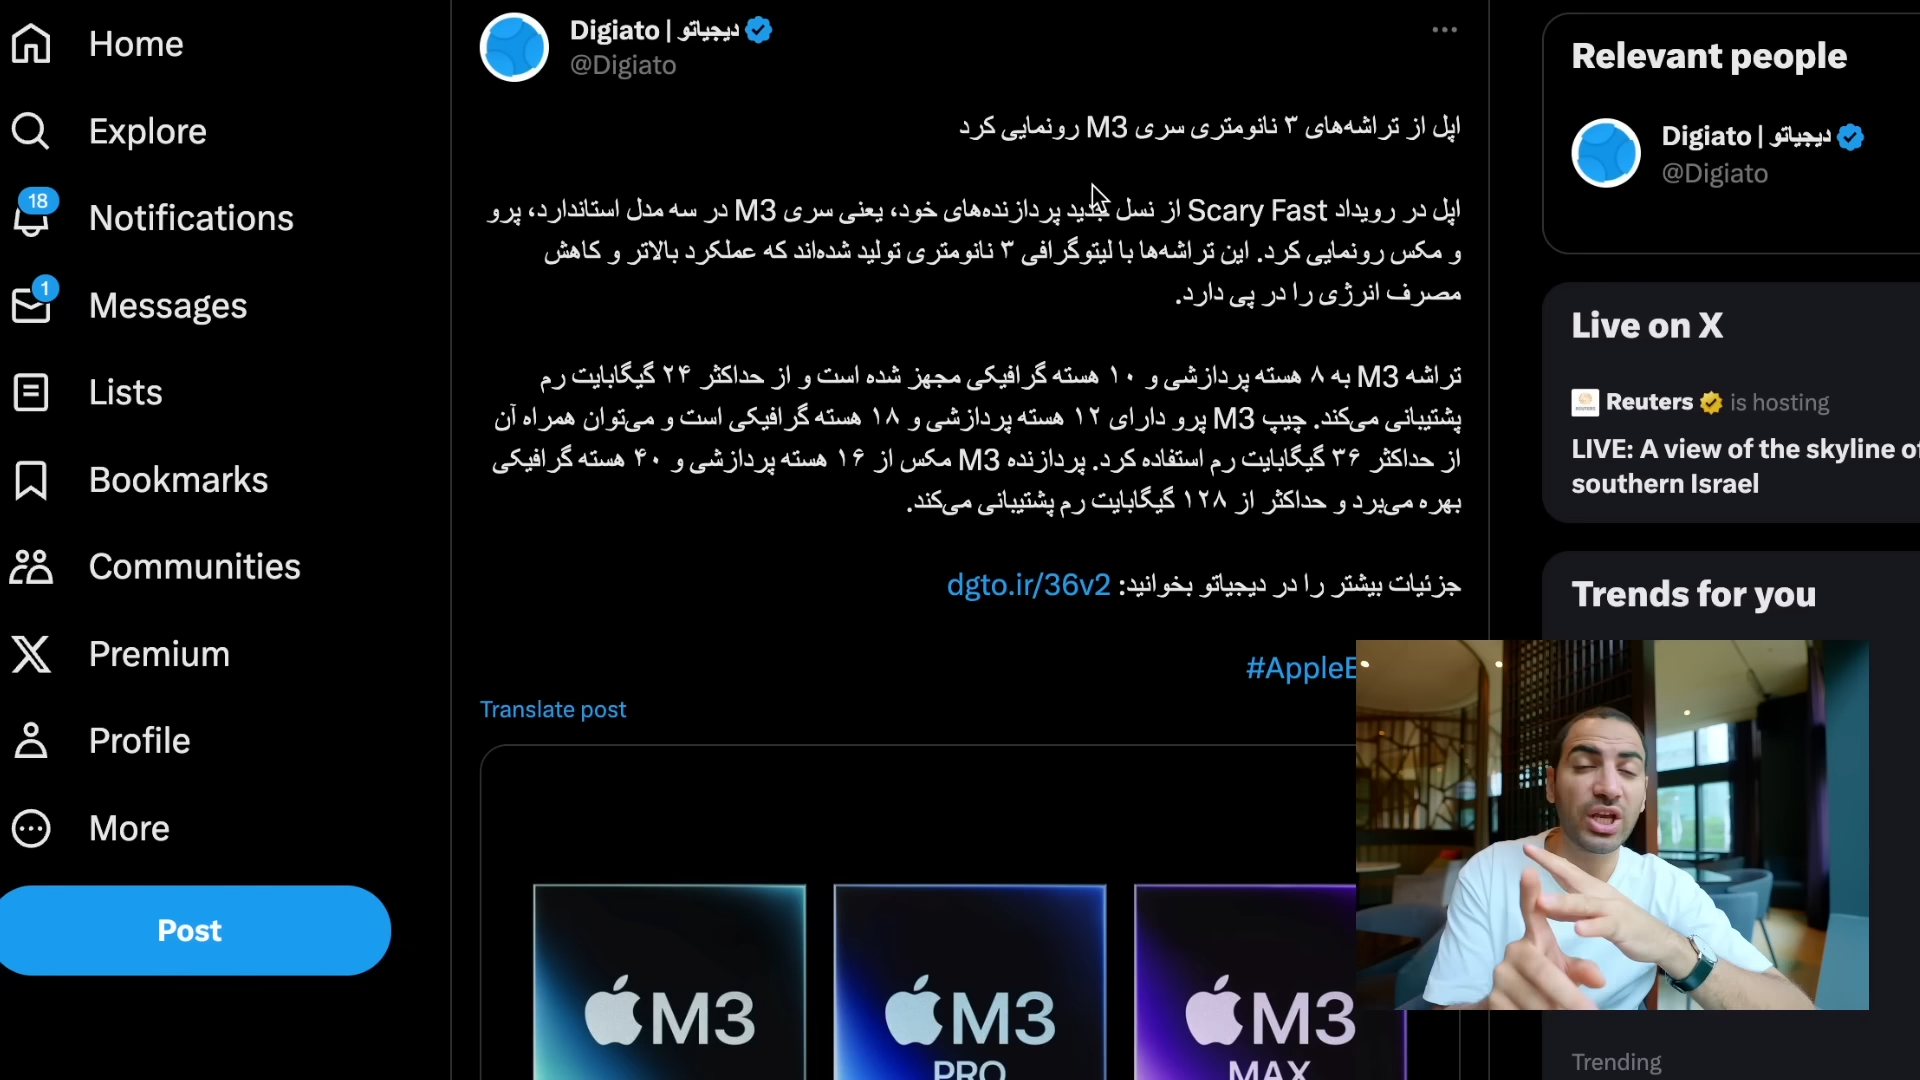 Home
Explore
18
Notifications
1
Messages
Lists
Bookmarks
Communities
Premium
Profile
More
Post
Digiato | دیجیاتو
@Digiato
اپل از تراشه‌های ۳ نانومتری سری M3 رونمایی کرد
اپل در رویداد Scary Fast از نسل جدید پردازنده‌های خود، یعنی سری M3 در سه مدل استاندارد، پرو
و مکس رونمایی کرد. این تراشه‌ها با لیتوگرافی ۳ نانومتری تولید شده‌اند که عملکرد بالاتر و کاهش
مصرف انرژی را در پی دارد.
تراشه M3 به ۸ هسته پردازشی و ۱۰ هسته گرافیکی مجهز شده است و از حداکثر ۲۴ گیگابایت رم
پشتیبانی می‌کند. چیپ M3 پرو دارای ۱۲ هسته پردازشی و ۱۸ هسته گرافیکی است و می‌توان همراه آن
از حداکثر ۳۶ گیگابایت رم استفاده کرد. پردازنده M3 مکس از ۱۶ هسته پردازشی و ۴۰ هسته گرافیکی
بهره می‌برد و حداکثر از ۱۲۸ گیگابایت رم پشتیبانی می‌کند.
جزئیات بیشتر را در دیجیاتو بخوانید: dgto.ir/36v2
Translate post
M3
M3
PRO
M3
MAX
Relevant people
Digiato | دیجیاتو
@Digiato
Live on X
Reuters is hosting
LIVE: A view of the skyline
southern Israel
Trends for you
Trending